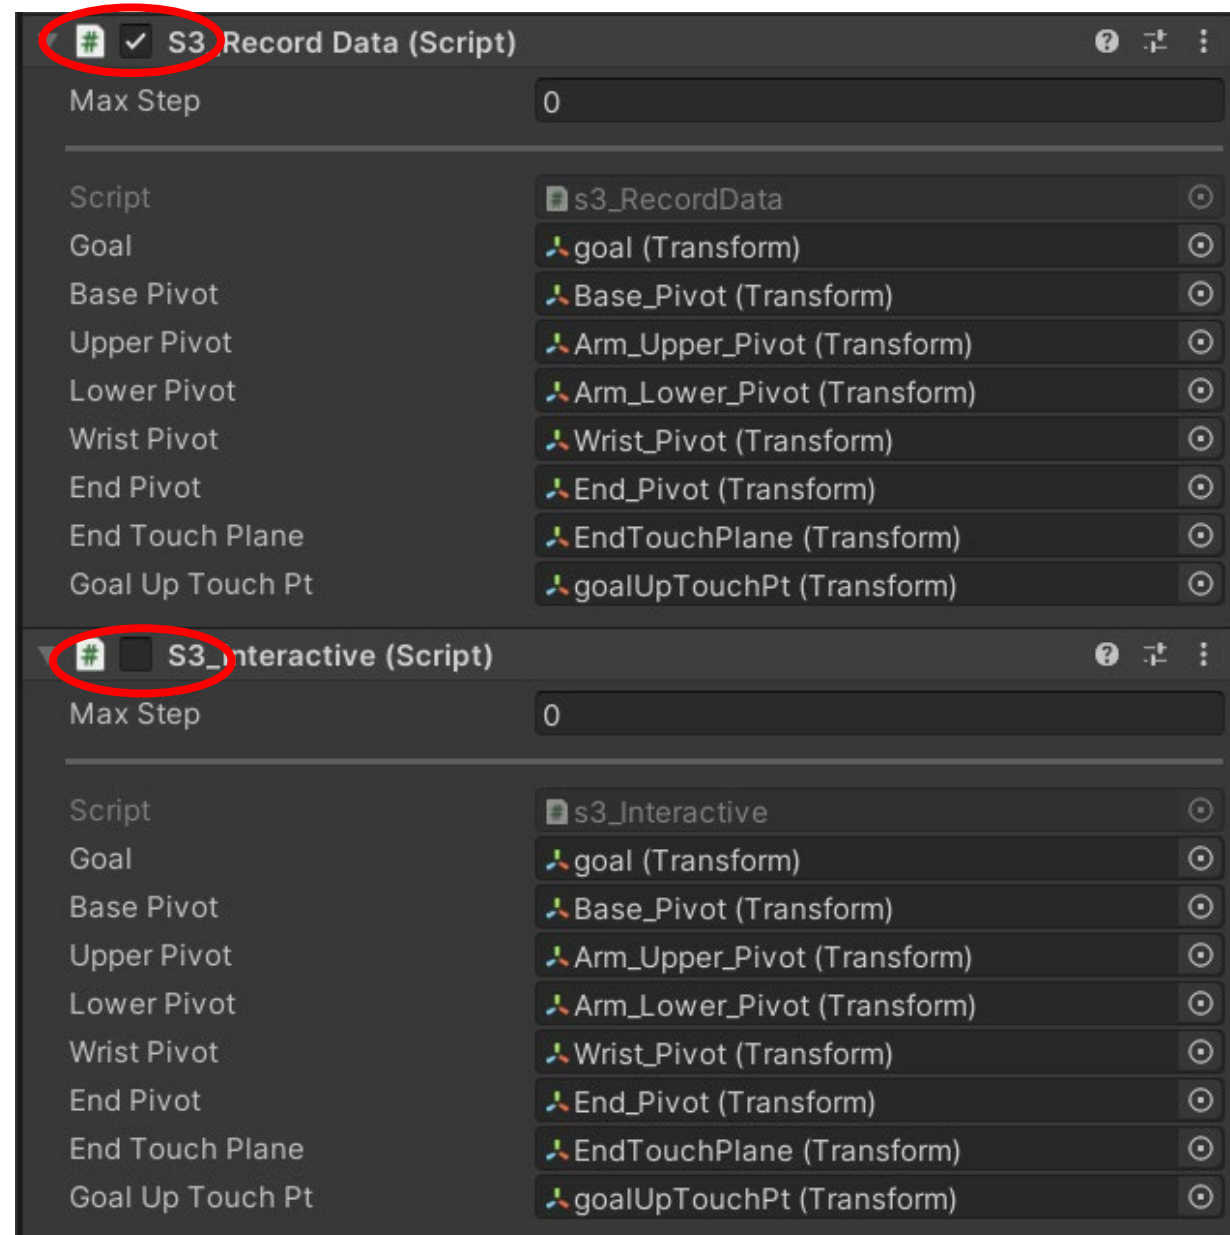 # S3_Record Data (Script)
Max Step 0
Script # s3_RecordData
Goal goal (Transform)
Base Pivot Base_Pivot (Transform)
Upper Pivot Arm_Upper_Pivot (Transform)
Lower Pivot Arm_Lower_Pivot (Transform)
Wrist Pivot Wrist_Pivot (Transform)
End Pivot End_Pivot (Transform)
End Touch Plane EndTouchPlane (Transform)
Goal Up Touch Pt goalUpTouchPt (Transform)
# S3_Interactive (Script)
Max Step 0
Script # s3_Interactive
Goal goal (Transform)
Base Pivot Base_Pivot (Transform)
Upper Pivot Arm_Upper_Pivot (Transform)
Lower Pivot Arm_Lower_Pivot (Transform)
Wrist Pivot Wrist_Pivot (Transform)
End Pivot End_Pivot (Transform)
End Touch Plane EndTouchPlane (Transform)
Goal Up Touch Pt goalUpTouchPt (Transform)